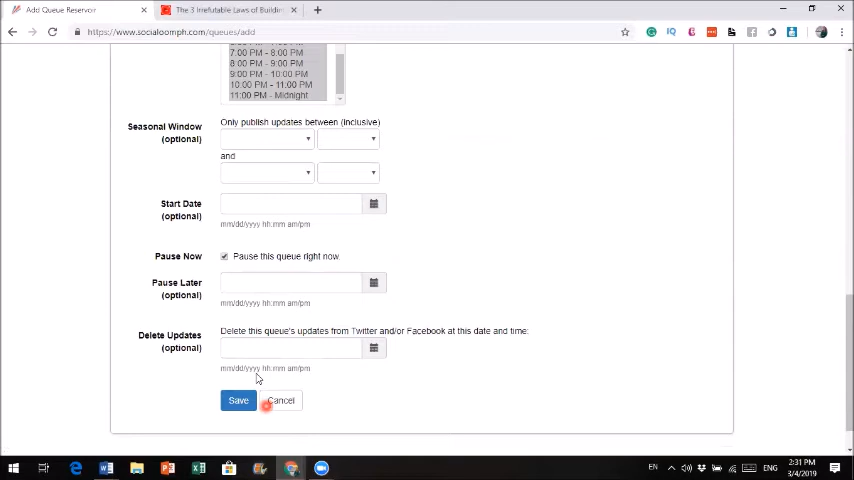 Add Queue Reservoir
The 3 Irrefutable Laws of Buildin
https://www.socialoomph.com/queues/add
7:00 PM - 8:00 PM
8:00 PM - 9:00 PM
9:00 PM - 10:00 PM
10:00 PM - 11:00 PM
11:00 PM - Midnight
Seasonal Window
(optional)
Only publish updates between (inclusive)
and
Start Date
(optional)
mm/dd/yyyy hh:mm am/pm
Pause Now
Pause this queue right now.
Pause Later
(optional)
mm/dd/yyyy hh:mm am/pm
Delete Updates
(optional)
Delete this queue's updates from Twitter and/or Facebook at this date and time:
mm/dd/yyyy hh:mm am/pm
Save
Cancel
EN
ENG
2:31 PM
3/4/2019